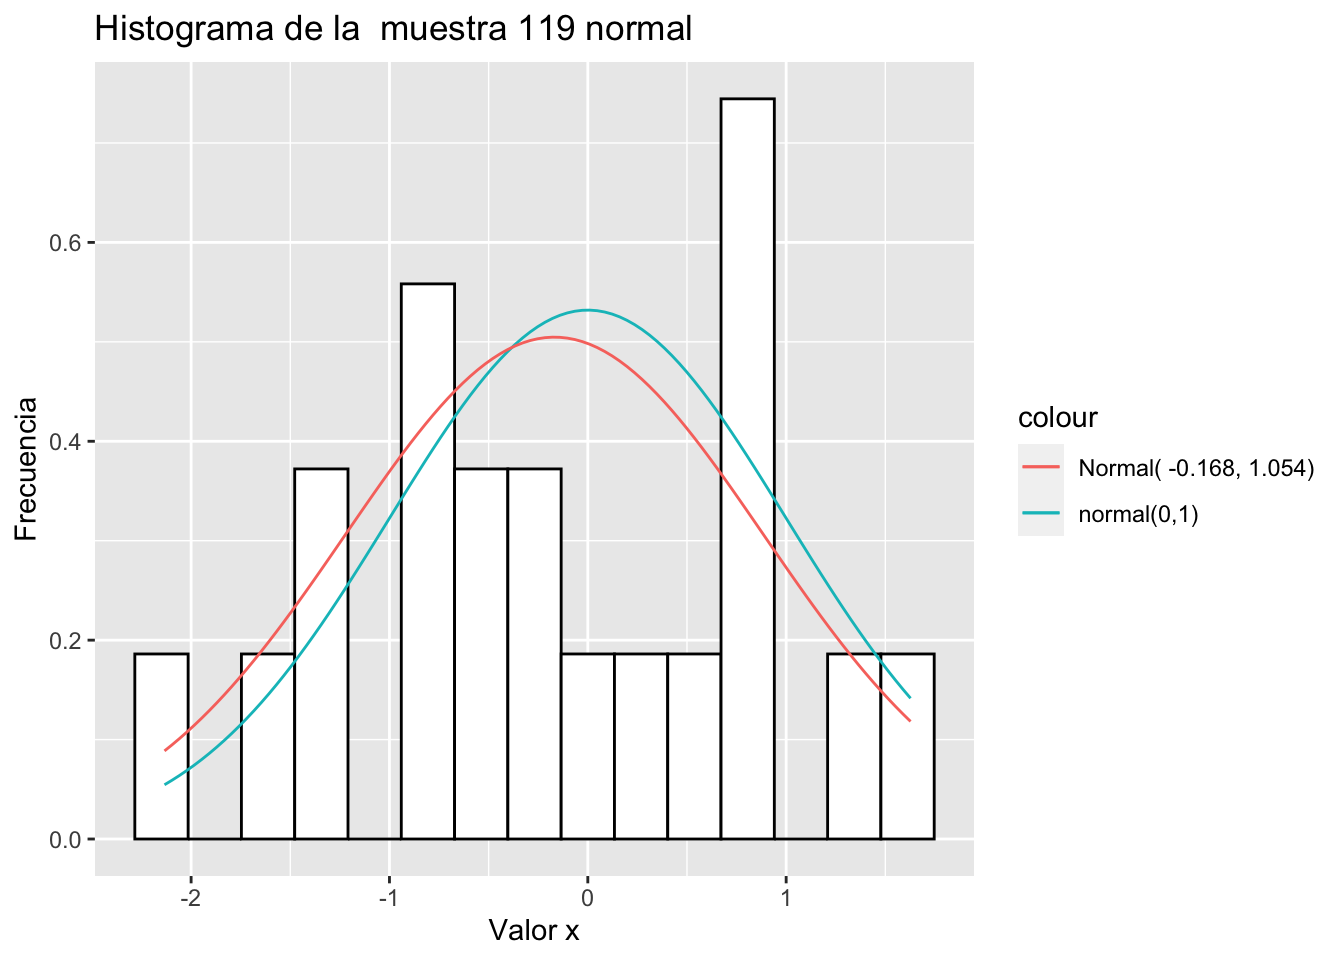 Histograma de la  muestra 119 normal
Frecuencia
0.6
0.4
0.2
0.0
-2
-1
0
1
Valor x
colour
Normal( -0.168, 1.054)
normal(0,1)